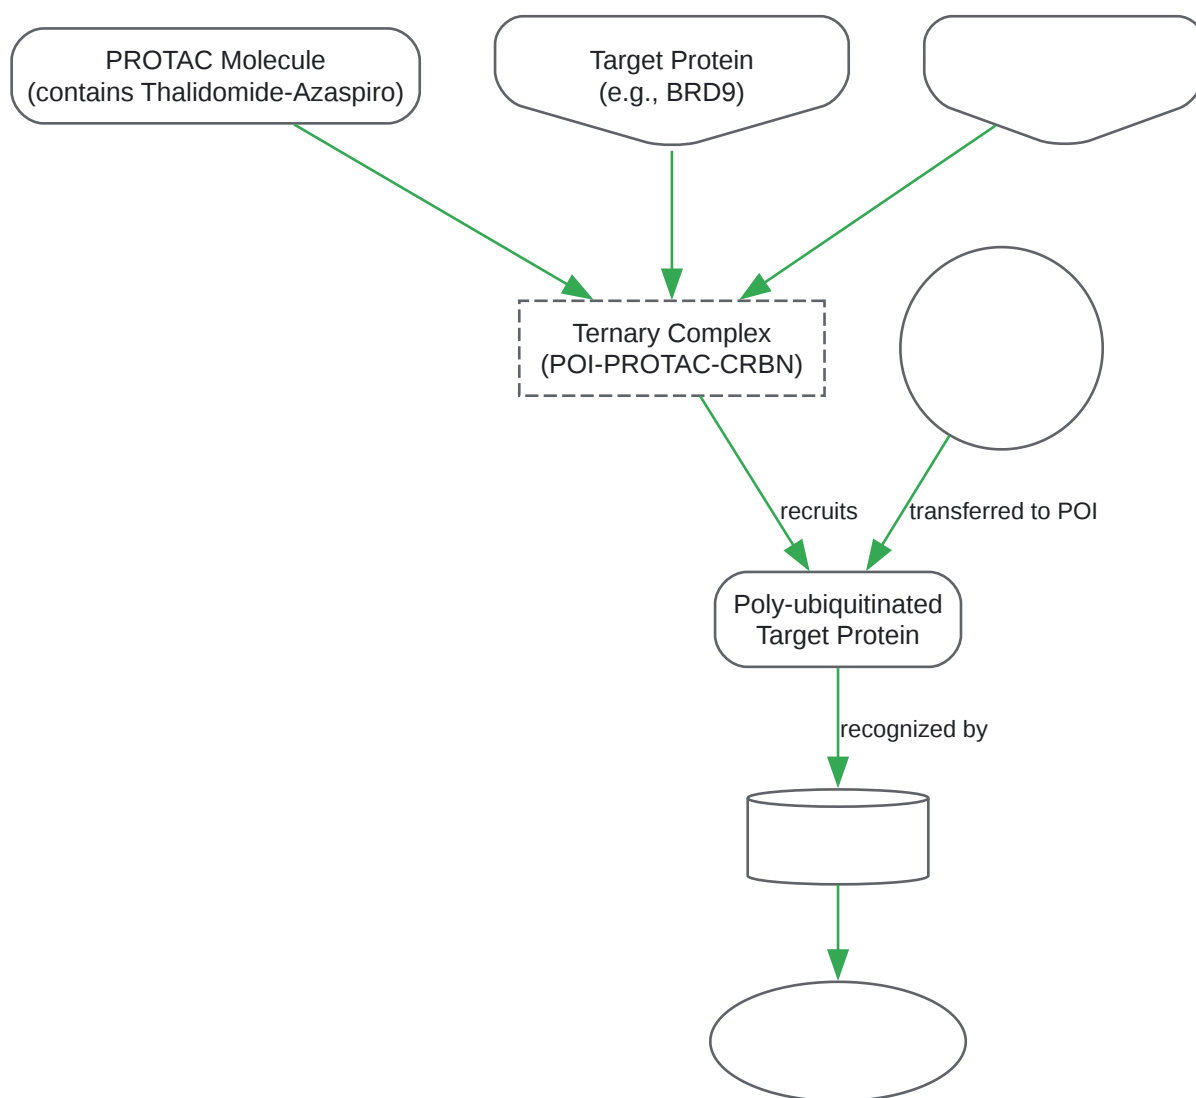 PROTAC Molecule
(contains Thalidomide-Azaspiro)
Target Protein
(e.g., BRD9)
Ternary Complex
(POI-PROTAC-CRBN)
recruits
transferred to POI
Poly-ubiquitinated
Target Protein
recognized by